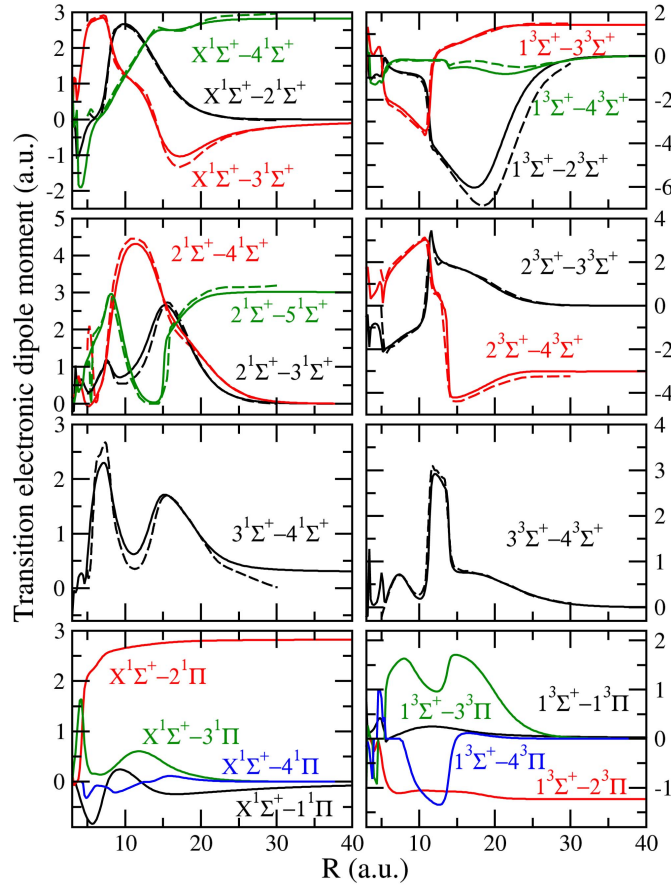 Transition electronic dipole moment (a.u.)
3
2
1
0
-1
-2
X¹Σ⁺−4¹Σ⁺
X¹Σ⁺−2¹Σ⁺
X¹Σ⁺−3¹Σ⁺
2
0
-2
-4
-6
1³Σ⁺−3³Σ⁺
1³Σ⁺−4³Σ⁺
1³Σ⁺−2³Σ⁺
5
4
3
2
1
0
2¹Σ⁺−4¹Σ⁺
2¹Σ⁺−5¹Σ⁺
2¹Σ⁺−3¹Σ⁺
4
2
0
-2
-4
2³Σ⁺−3³Σ⁺
2³Σ⁺−4³Σ⁺
3
2
1
0
3¹Σ⁺−4¹Σ⁺
4
3
2
1
0
3³Σ⁺−4³Σ⁺
3
2
1
0
X¹Σ⁺−2¹Π
X¹Σ⁺−3¹Π
X¹Σ⁺−4¹Π
X¹Σ⁺−1¹Π
2
1
0
-1
1³Σ⁺−1³Π
1³Σ⁺−3³Π
1³Σ⁺−4³Π
1³Σ⁺−2³Π
10 20 30 40 10 20 30 40
R (a.u.)